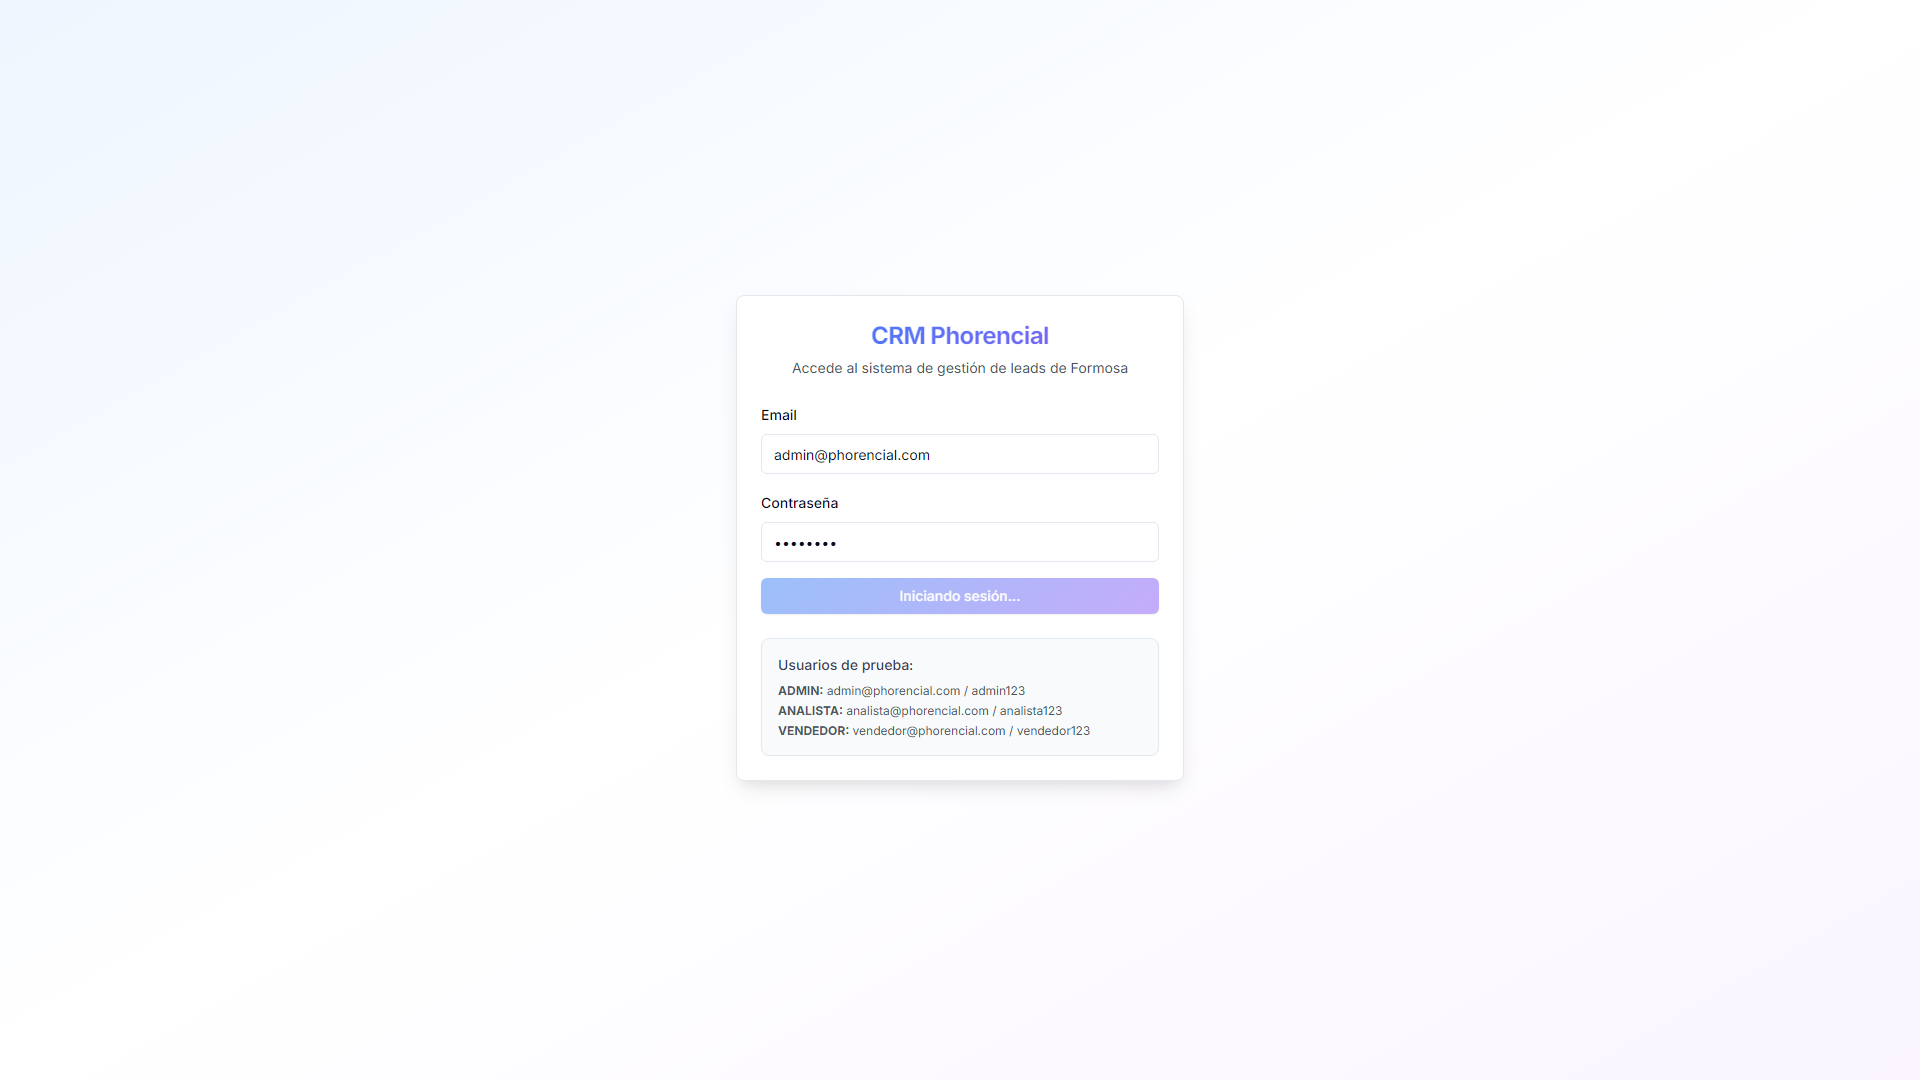 CRM Phorencial
Accede al sistema de gestión de leads de Formosa
Email
admin@phorencial.com
Contraseña
••••••••
Iniciando sesión...
Usuarios de prueba:
ADMIN: admin@phorencial.com / admin123
ANALISTA: analista@phorencial.com / analista123
VENDEDOR: vendedor@phorencial.com / vendedor123